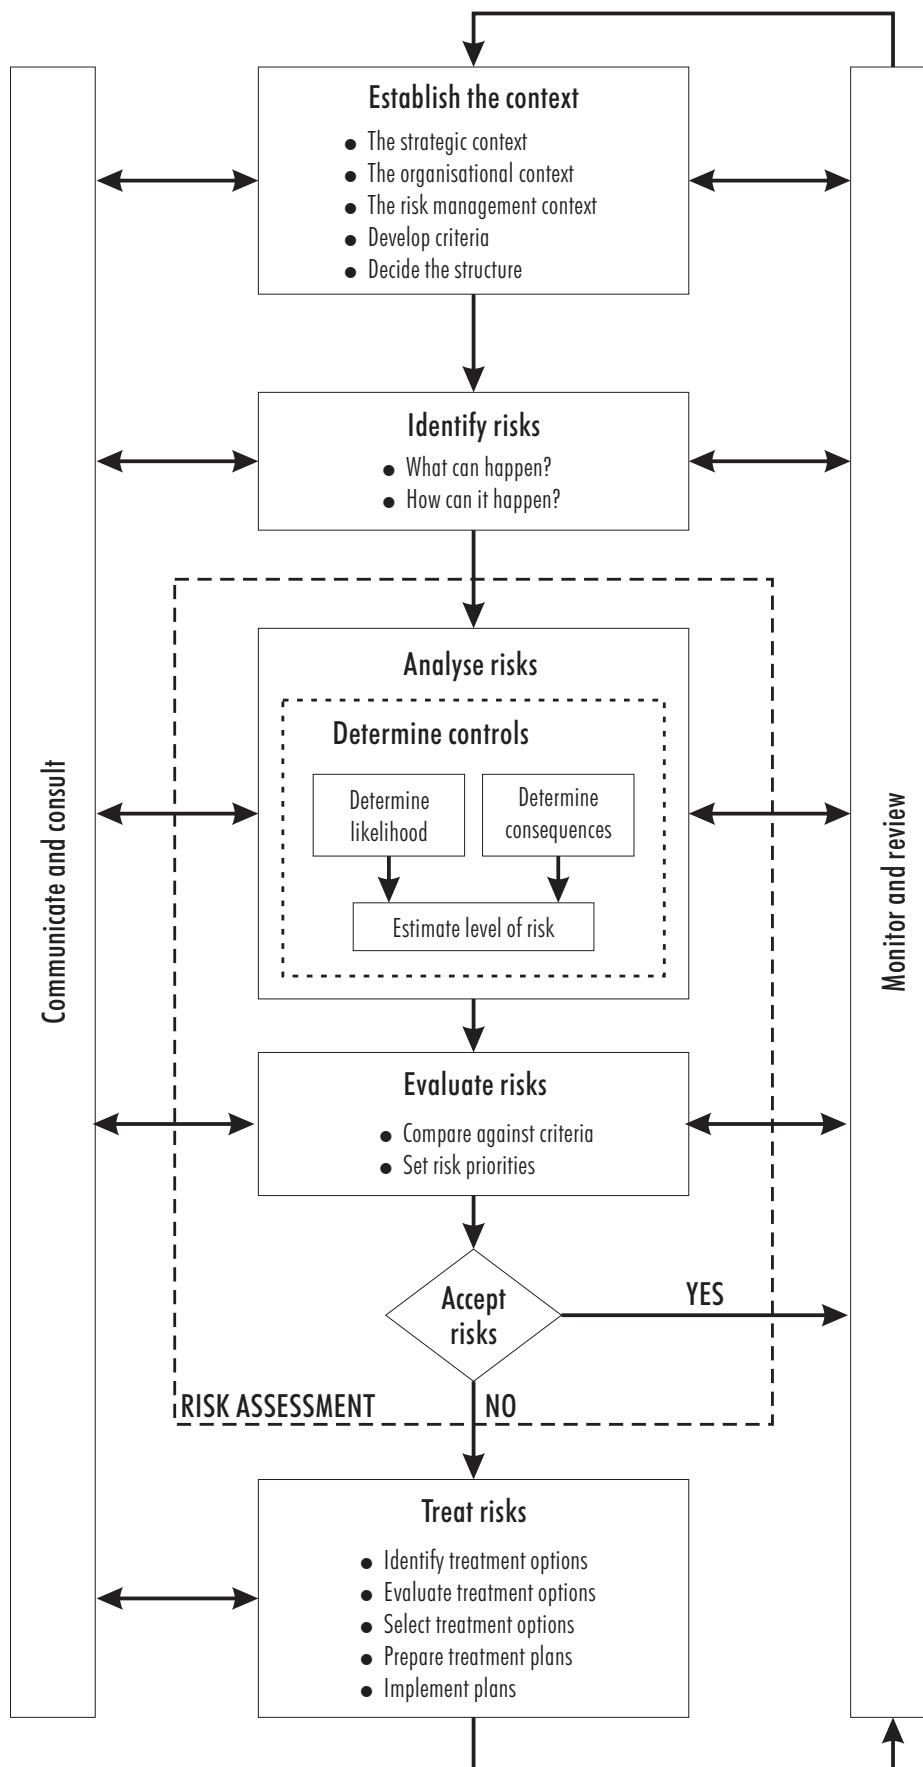 Establish the context
● The strategic context
● The organisational context
● The risk management context
● Develop criteria
● Decide the structure
Identify risks
● What can happen?
● How can it happen?
Analyse risks
Determine controls
Determine
likelihood
Determine
consequences
Estimate level of risk
Communicate and consult
Monitor and review
Evaluate risks
● Compare against criteria
● Set risk priorities
Accept
risks
YES
RISK ASSESSMENT
NO
Treat risks
● Identify treatment options
● Evaluate treatment options
● Select treatment options
● Prepare treatment plans
● Implement plans